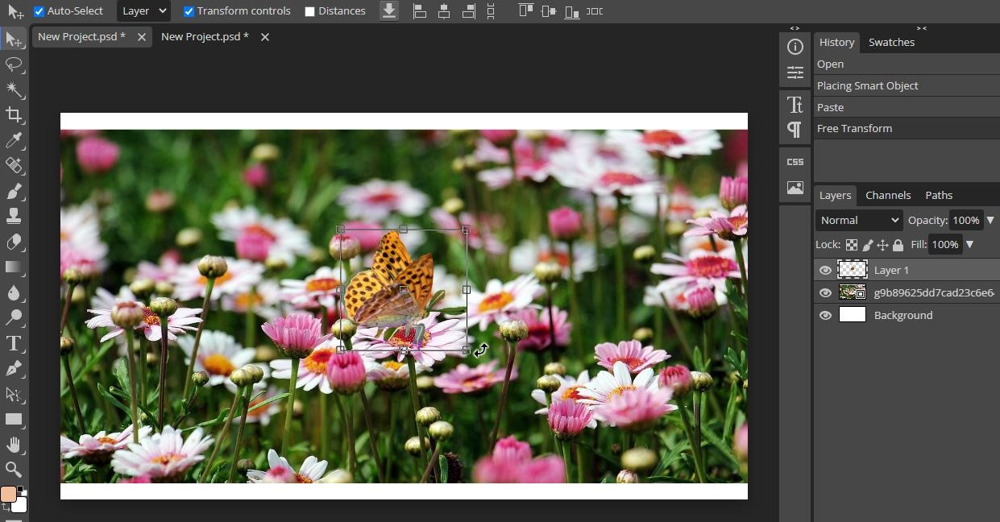 Auto-Select
Layer
Transform controls
Distances
New Project.psd *
New Project.psd *
History
Swatches
Open
Placing Smart Object
Paste
Free Transform
CSS
Layers
Channels
Paths
Normal
Opacity: 100%
Lock:
Fill: 100%
Layer 1
g9b89625dd7cad23c6e6
Background